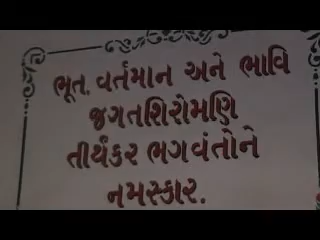 ભૂત, વર્તમાન અને ભાવિ
જગતશિરોમણિ
તીર્થંકર ભગવંતોને
નમસ્કાર.